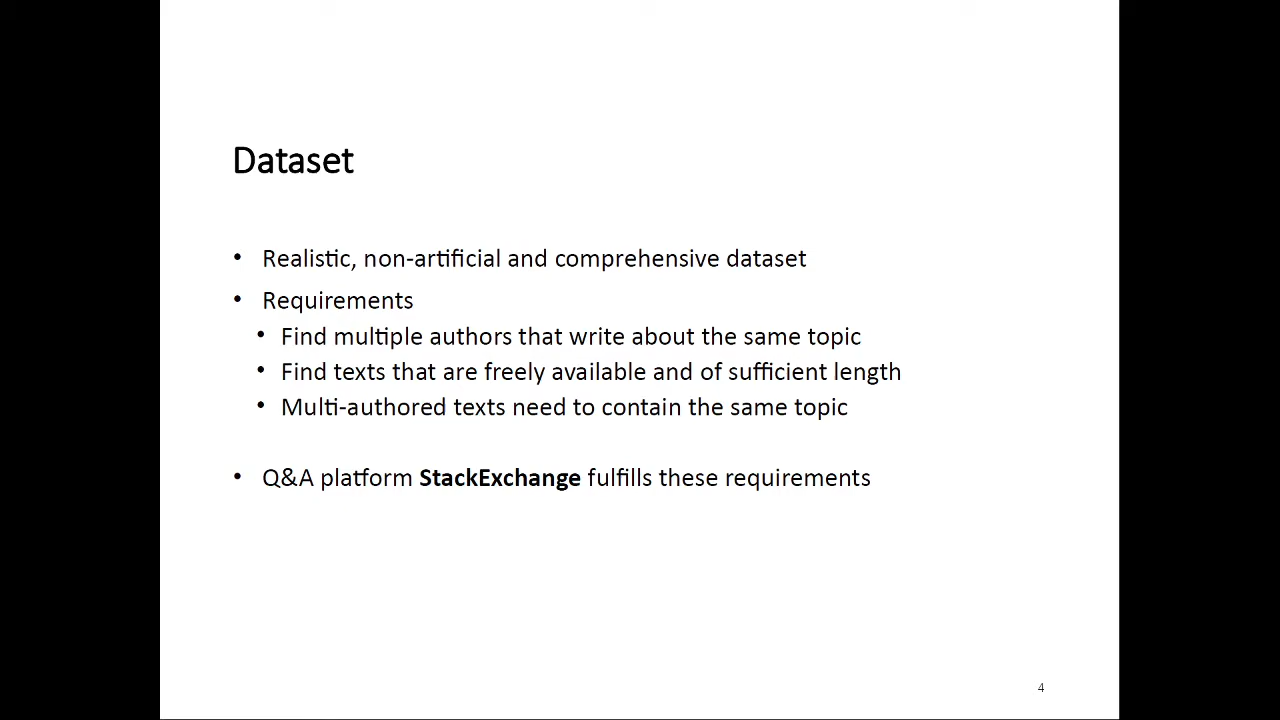 Dataset
• Realistic, non-artificial and comprehensive dataset
• Requirements
• Find multiple authors that write about the same topic
• Find texts that are freely available and of sufficient length
• Multi-authored texts need to contain the same topic
• Q&A platform StackExchange fulfills these requirements
4